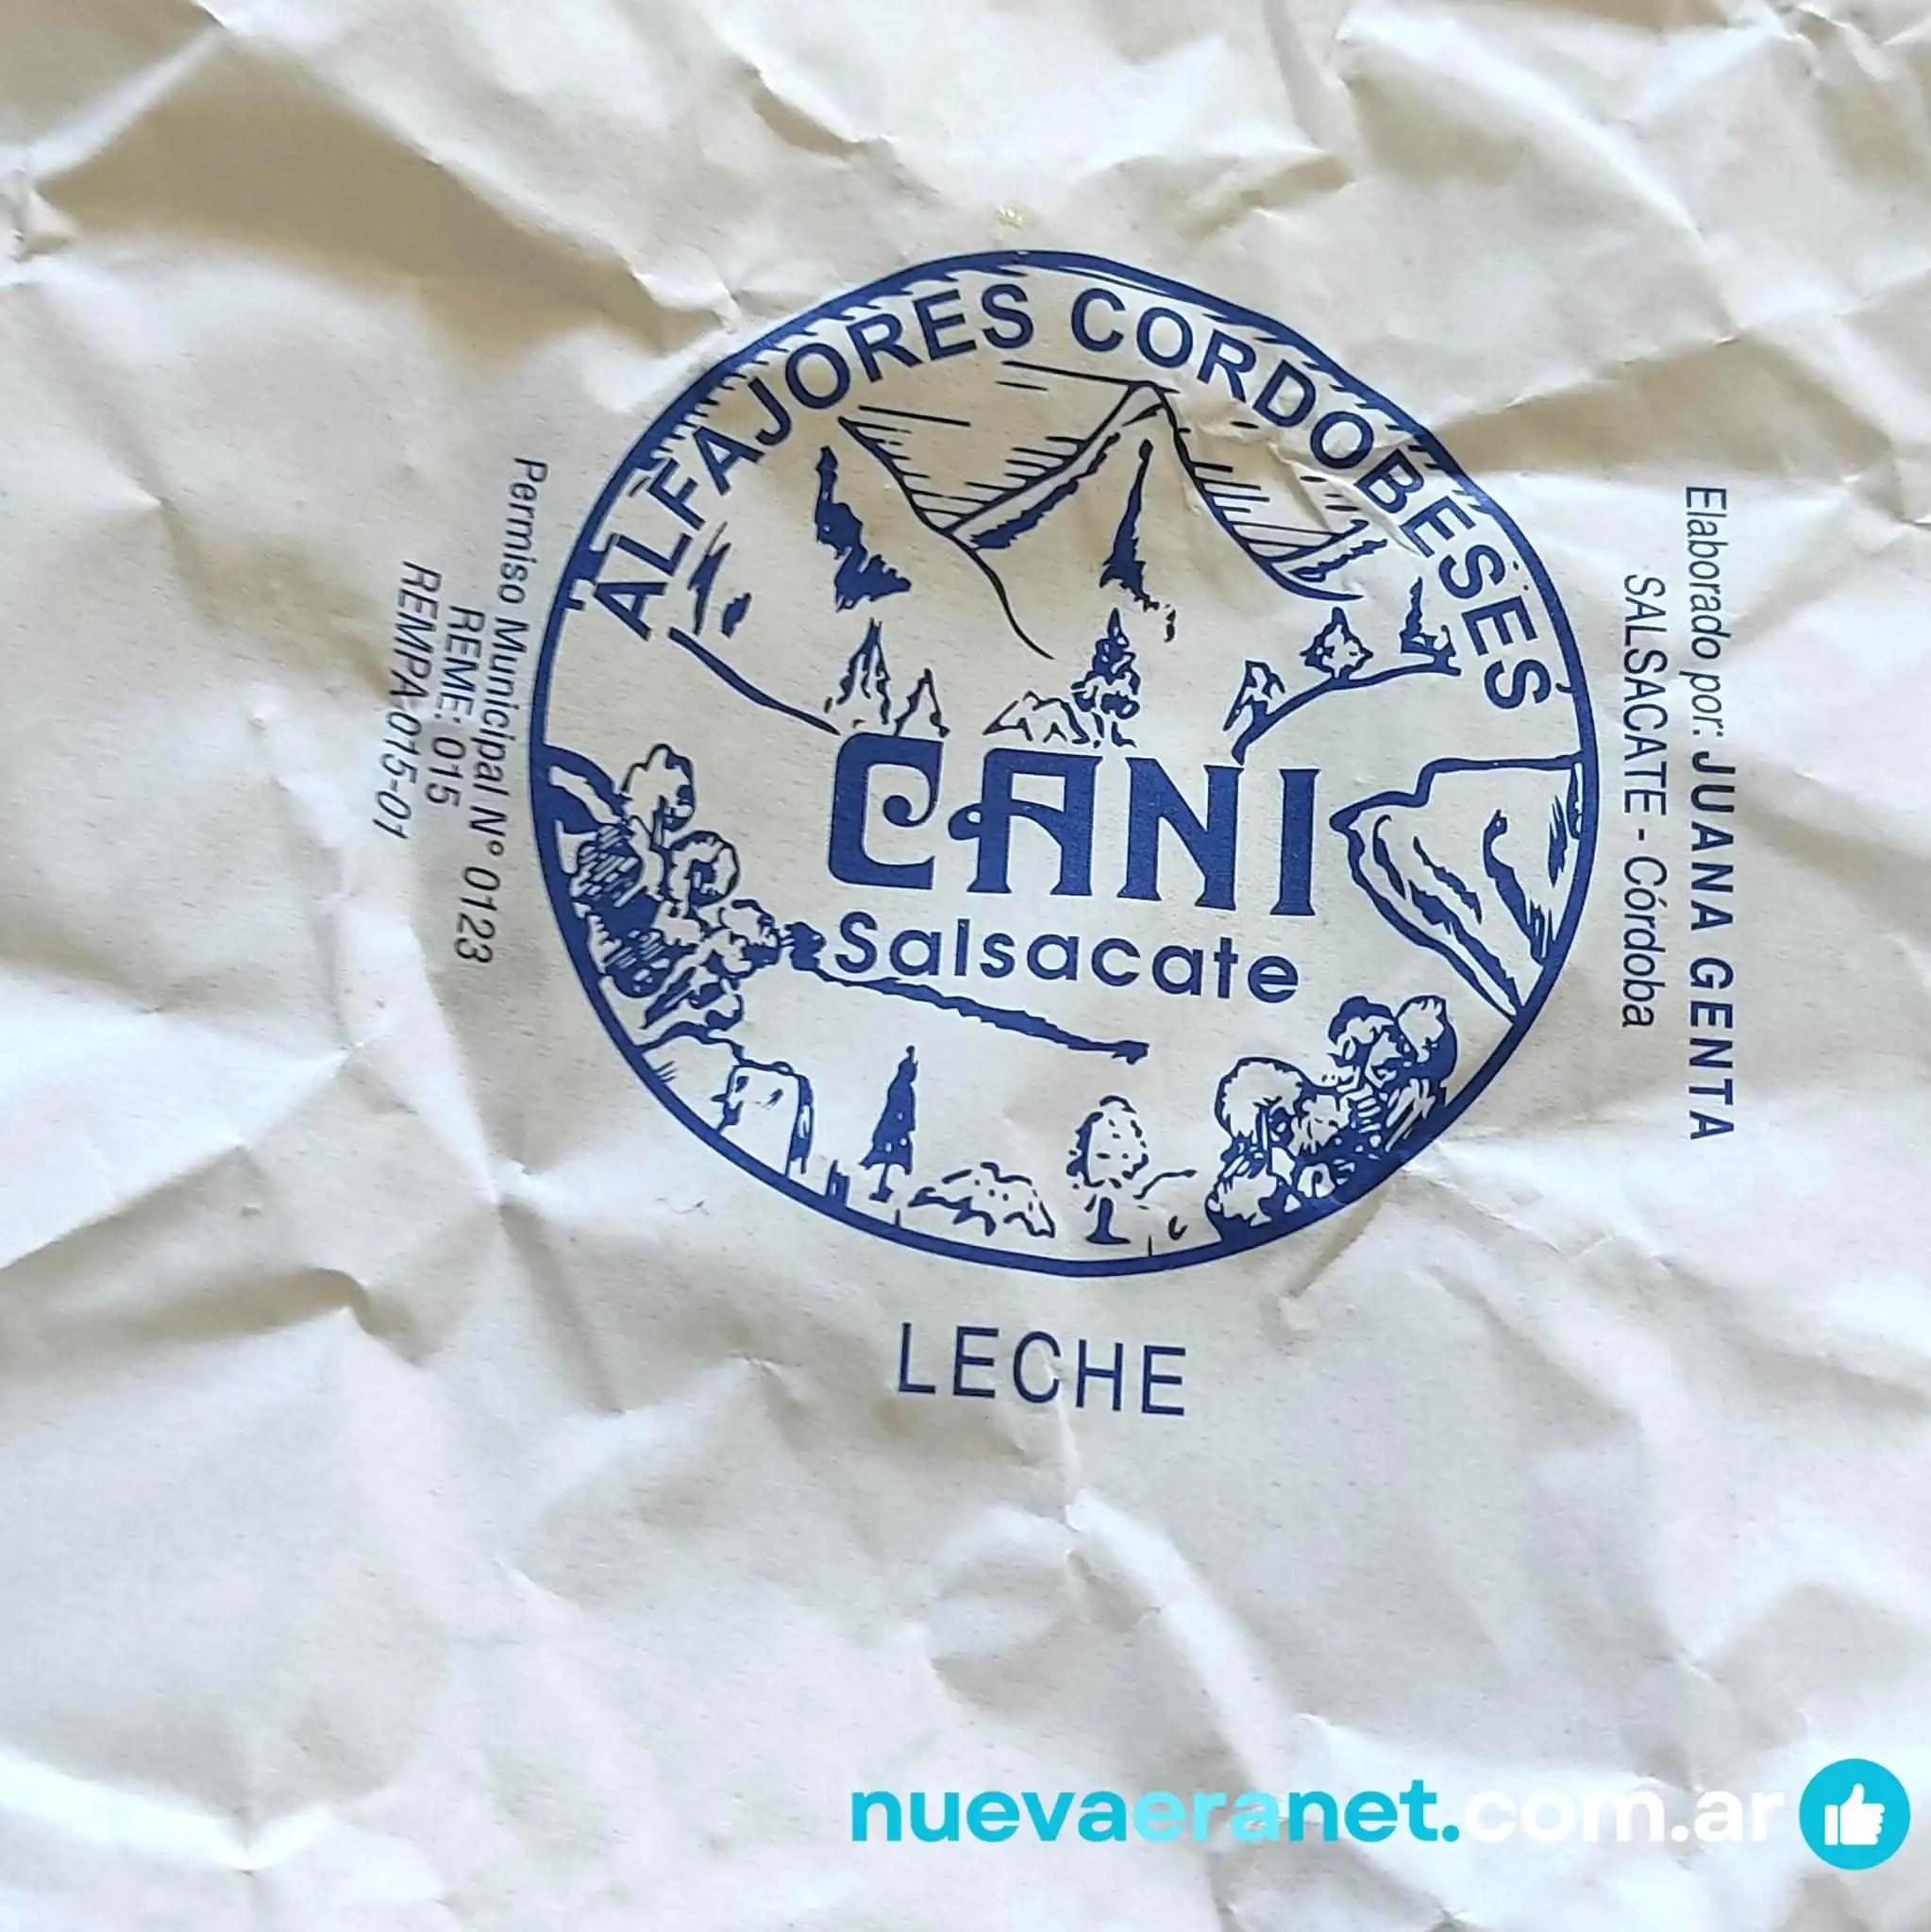 ALFAJORES CORDOBESES
CANI
Salsacate
LECHE
Permiso Municipal Nº 0123
REME: 015
REMPA 015-01
Elaborado por: JUANA GENTA
SALSACATE - Córdoba
nuevaeranet.com.ar